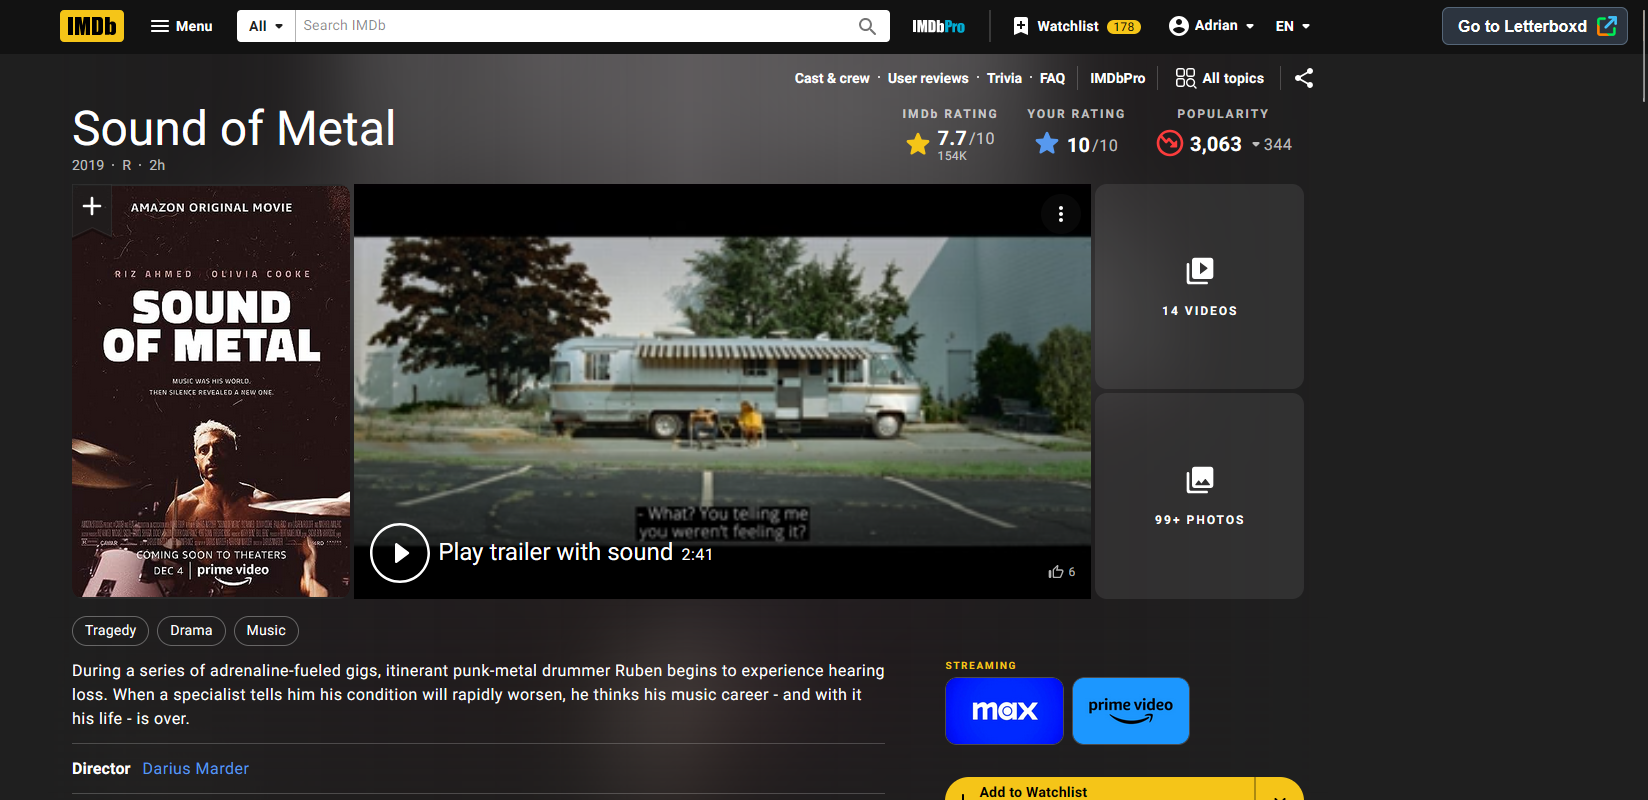 IMDb
Menu
All
Search IMDb
IMDbPro
Watchlist 178
Adrian
EN
Go to Letterboxd
Cast & crew · User reviews · Trivia · FAQ
IMDbPro
All topics
Sound of Metal
2019 · R · 2h
IMDb RATING
7.7/10
154K
YOUR RATING
10/10
POPULARITY
3,063
344
AMAZON ORIGINAL MOVIE
RIZ AHMED OLIVIA COOKE
SOUND
OF METAL
MUSIC WAS HIS WORLD.
THEN SILENCE REVEALED A NEW ONE.
COMING SOON TO THEATERS
DEC 4 | prime video
- What? You telling me
you weren't feeling it?
Play trailer with sound 2:41
6
14 VIDEOS
99+ PHOTOS
Tragedy
Drama
Music
During a series of adrenaline-fueled gigs, itinerant punk-metal drummer Ruben begins to experience hearing
loss. When a specialist tells him his condition will rapidly worsen, he thinks his music career - and with it
his life - is over.
Director Darius Marder
STREAMING
max
prime video
Add to Watchlist